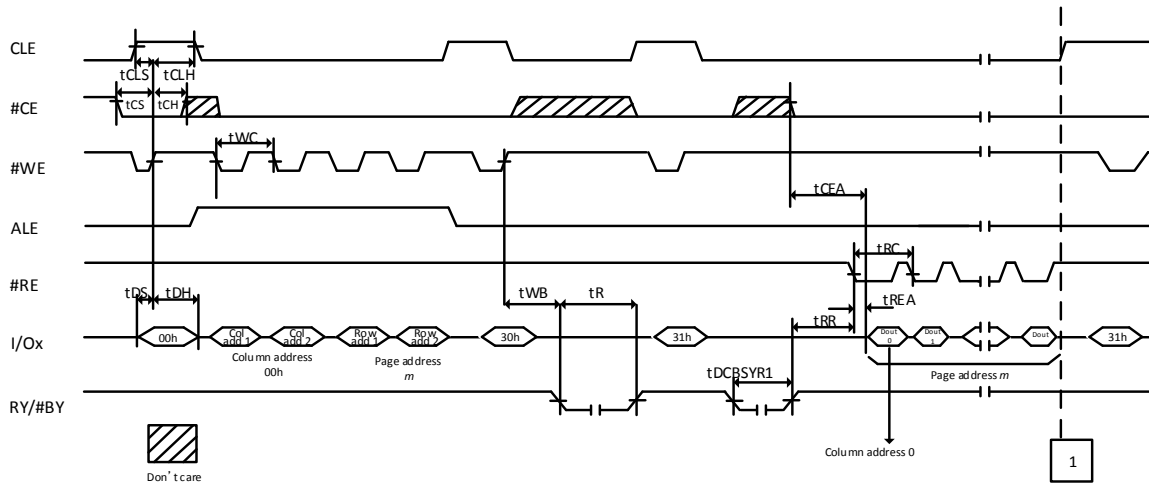 CLE
tCLS tCLH
#CE
tCS tCH
tWC
#WE
tCEA
ALE
tRC
#RE
tDS tDH
tWB tR
tREA
tRR
I/Ox
00h
Col add 1
Col add 2
Row add 1
Row add 2
30h
31h
Dout 0
Dout 1
Dout
31h
Column address 00h
Page address m
tDCBSYR1
Page address m
RY/#BY
Column address 0
1
Don't care